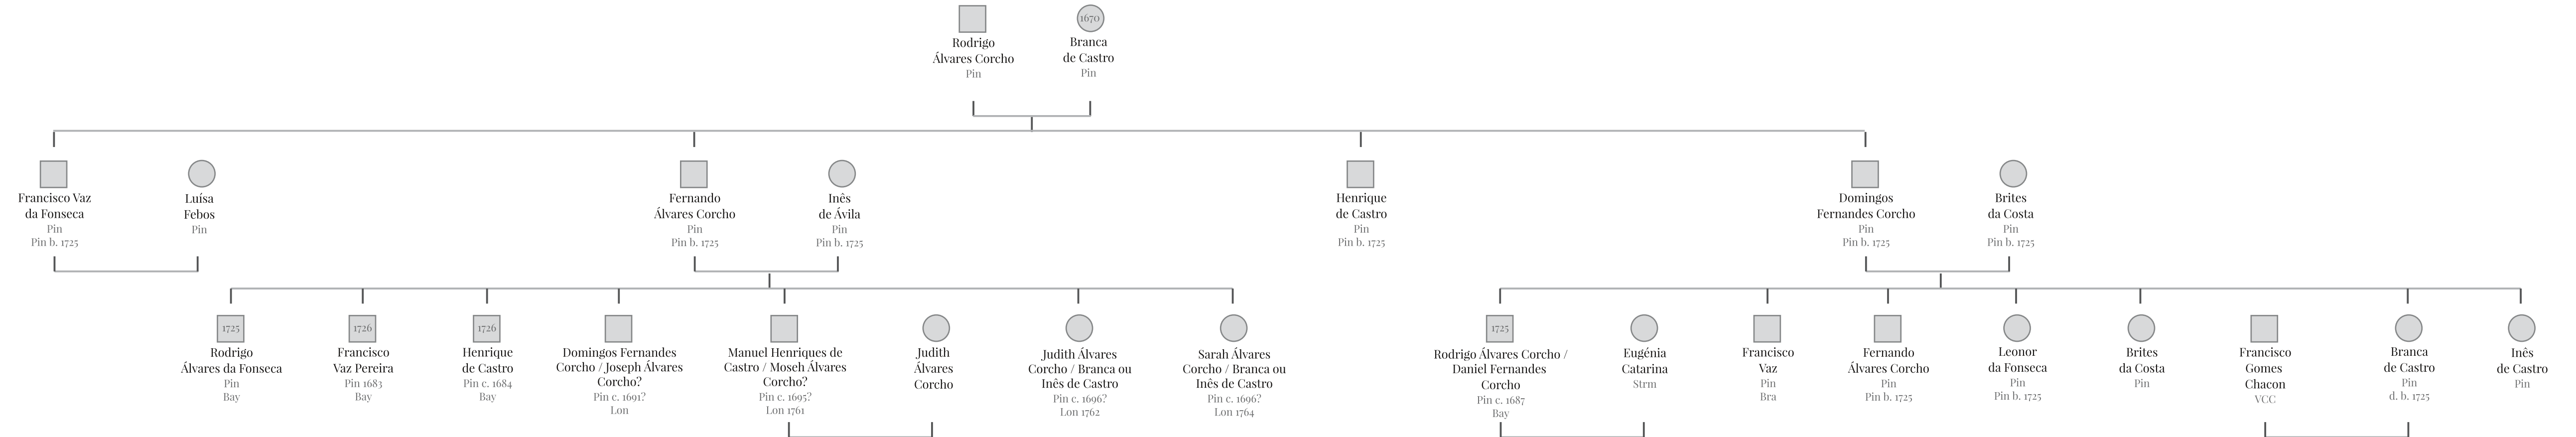 1670
Rodrigo
Álvares Corcho
Pin
Branca
de Castro
Pin
Francisco Vaz
da Fonseca
Pin
Pin b. 1725
Luísa
Febos
Pin
Fernando
Álvares Corcho
Pin
Pin b. 1725
Inês
de Ávila
Pin
Pin b. 1725
Henrique
de Castro
Pin
Pin b. 1725
Domingos
Fernandes Corcho
Pin
Pin b. 1725
Brites
da Costa
Pin
Pin b. 1725
1725
Rodrigo
Álvares da Fonseca
Pin
Bay
1726
Francisco
Vaz Pereira
Pin 1683
Bay
1726
Henrique
de Castro
Pin c. 1684
Bay
Domingos Fernandes
Corcho / Joseph Álvares
Corcho?
Pin c. 1691?
Lon
Manuel Henriques de
Castro / Moseh Álvares
Corcho?
Pin c. 1695?
Lon 1761
Judith
Álvares
Corcho
Judith Álvares
Corcho / Branca ou
Inês de Castro
Pin c. 1696?
Lon 1762
Sarah Álvares
Corcho / Branca ou
Inês de Castro
Pin c. 1696?
Lon 1764
1725
Rodrigo Álvares Corcho /
Daniel Fernandes
Corcho
Pin c. 1687
Bay
Eugénia
Catarina
Strm
Francisco
Vaz
Pin
Bra
Fernando
Álvares Corcho
Pin
Pin b. 1725
Leonor
da Fonseca
Pin
Pin b. 1725
Brites
da Costa
Pin
Francisco
Gomes
Chacon
VCC
Branca
de Castro
Pin
d. b. 1725
Inês
de Castro
Pin